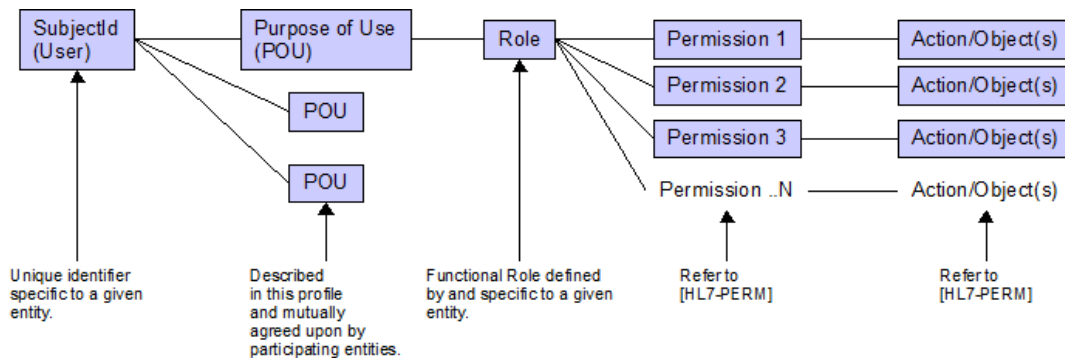 SubjectId
(User)
Purpose of Use
(POU)
Role
Permission 1
Action/Object(s)
Permission 2
Action/Object(s)
POU
Permission 3
Action/Object(s)
POU
Permission ..N
Action/Object(s)
Unique identifier
specific to a given
entity.
Described
in this profile
and mutually
agreed upon by
participating entities.
Functional Role defined
by and specific to a given
entity.
Refer to
[HL7-PERM]
Refer to
[HL7-PERM]